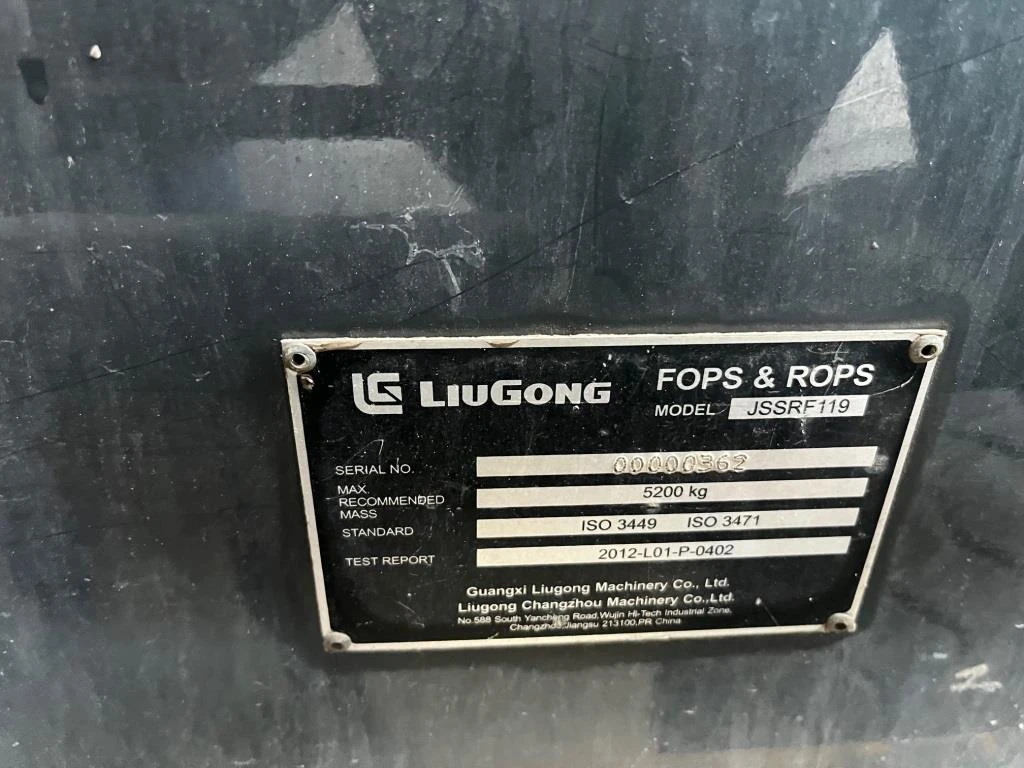 LG LIUGONG
FOPS & ROPS
MODEL JSSRF119
SERIAL NO. 00000362
MAX.
RECOMMENDED
MASS
5200 kg
STANDARD ISO 3449 ISO 3471
TEST REPORT 2012-L01-P-0402
Guangxi Liugong Machinery Co., Ltd.
Liugong Changzhou Machinery Co.,Ltd.
No.588 South Yancheng Road,Wujin Hi-Tech Industrial Zone,
Changzhou,Jiangsu 213100,PR China